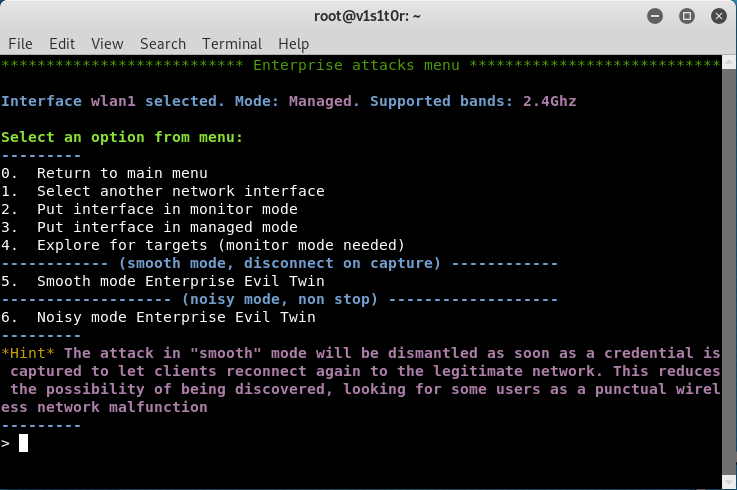 root@v1s1t0r: ~
File Edit View Search Terminal Help
*************************** Enterprise attacks menu ****************************
Interface wlan1 selected. Mode: Managed. Supported bands: 2.4Ghz
Select an option from menu:
---------
0.  Return to main menu
1.  Select another network interface
2.  Put interface in monitor mode
3.  Put interface in managed mode
4.  Explore for targets (monitor mode needed)
------------ (smooth mode, disconnect on capture) ------------
5.  Smooth mode Enterprise Evil Twin
------------------- (noisy mode, non stop) -------------------
6.  Noisy mode Enterprise Evil Twin
---------
*Hint* The attack in "smooth" mode will be dismantled as soon as a credential is
 captured to let clients reconnect again to the legitimate network. This reduces
 the possibility of being discovered, looking for some users as a punctual wirel
ess network malfunction
---------
>